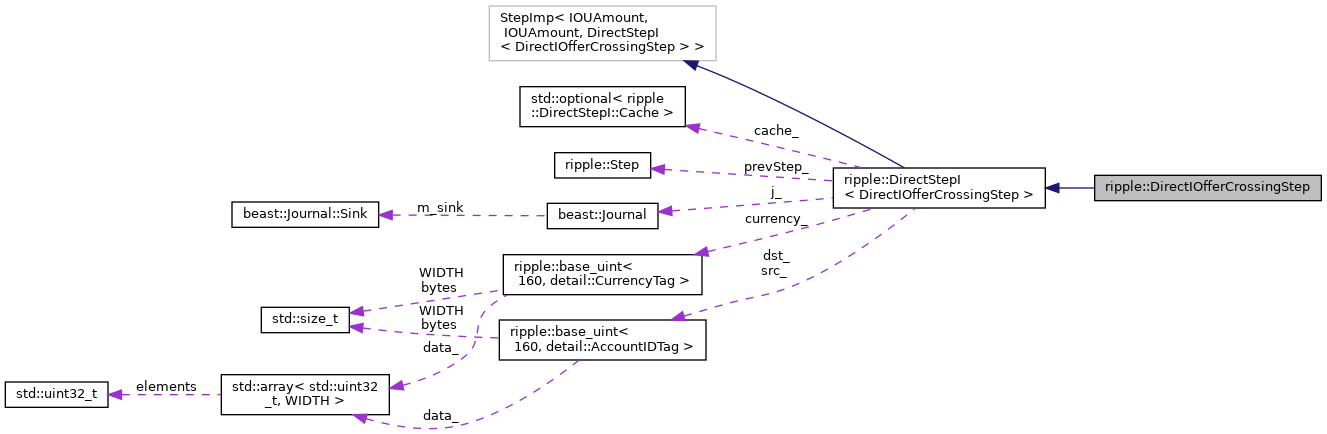 StepImp< IOUAmount,
IOUAmount, DirectStepI
< DirectIOfferCrossingStep > >
std::optional< ripple
::DirectStepI::Cache >
cache_
ripple::Step
prevStep_
ripple::DirectStepI
< DirectIOfferCrossingStep >
ripple::DirectIOfferCrossingStep
j_
beast::Journal::Sink
m_sink
beast::Journal
currency_
ripple::base_uint<
160, detail::CurrencyTag >
dst_
src_
WIDTH
bytes
std::size_t
WIDTH
bytes
ripple::base_uint<
160, detail::AccountIDTag >
data_
std::uint32_t
elements
std::array< std::uint32
_t, WIDTH >
data_